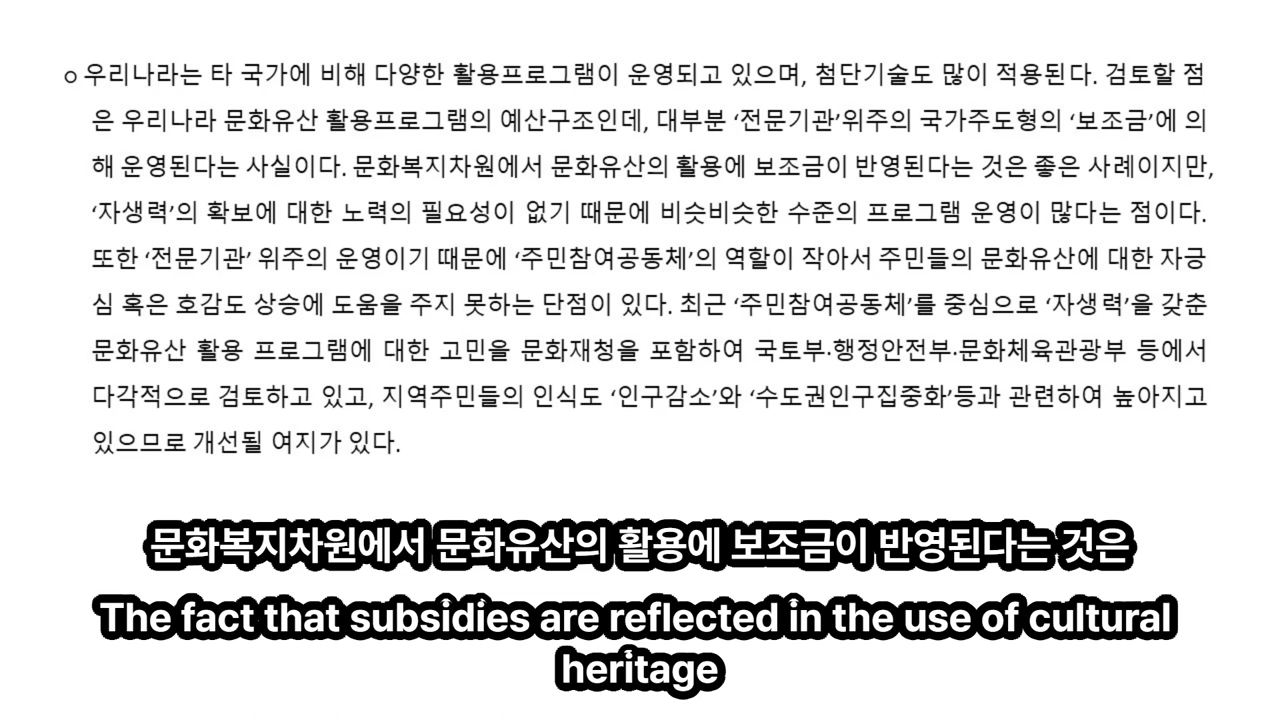 ○ 우리나라는 타 국가에 비해 다양한 활용프로그램이 운영되고 있으며, 첨단기술도 많이 적용된다. 검토할 점
은 우리나라 문화유산 활용프로그램의 예산구조인데, 대부분 ‘전문기관’위주의 국가주도형의 ‘보조금’에 의
해 운영된다는 사실이다. 문화복지차원에서 문화유산의 활용에 보조금이 반영된다는 것은 좋은 사례이지만,
‘자생력’의 확보에 대한 노력의 필요성이 없기 때문에 비슷비슷한 수준의 프로그램 운영이 많다는 점이다.
또한 ‘전문기관’ 위주의 운영이기 때문에 ‘주민참여공동체’의 역할이 작아서 주민들의 문화유산에 대한 자긍
심 혹은 호감도 상승에 도움을 주지 못하는 단점이 있다. 최근 ‘주민참여공동체’를 중심으로 ‘자생력’을 갖춘
문화유산 활용 프로그램에 대한 고민을 문화재청을 포함하여 국토부·행정안전부·문화체육관광부 등에서
다각적으로 검토하고 있고, 지역주민들의 인식도 ‘인구감소’와 ‘수도권인구집중화’등과 관련하여 높아지고
있으므로 개선될 여지가 있다.
문화복지차원에서 문화유산의 활용에 보조금이 반영된다는 것은
The fact that subsidies are reflected in the use of cultural
heritage